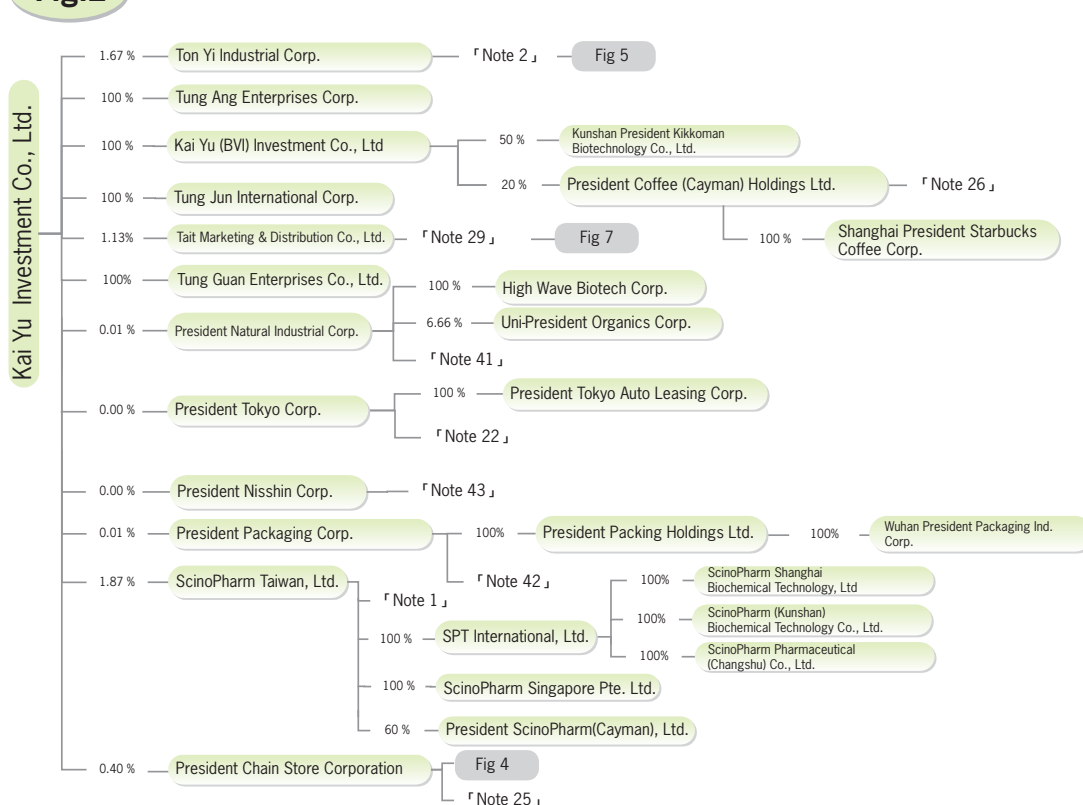 Fig.2
Kai Yu Investment Co., Ltd.
1.67 % Ton Yi Industrial Corp. 「Note 2」 Fig 5
100 % Tung Ang Enterprises Corp.
100 % Kai Yu (BVI) Investment Co., Ltd
50 % Kunshan President Kikkoman
Biotechnology Co., Ltd.
20 % President Coffee (Cayman) Holdings Ltd. 「Note 26」
100 % Shanghai President Starbucks
Coffee Corp.
100 % Tung Jun International Corp.
1.13% Tait Marketing & Distribution Co., Ltd. 「Note 29」 Fig 7
100% Tung Guan Enterprises Co., Ltd.
0.01 % President Natural Industrial Corp.
100 % High Wave Biotech Corp.
6.66 % Uni-President Organics Corp.
「Note 41」
0.00 % President Tokyo Corp.
100 % President Tokyo Auto Leasing Corp.
「Note 22」
0.00 % President Nisshin Corp. 「Note 43」
0.01 % President Packaging Corp.
100% President Packing Holdings Ltd. 100% Wuhan President Packaging Ind.
Corp.
「Note 42」
1.87 % ScinoPharm Taiwan, Ltd.
「Note 1」
100 % SPT International, Ltd.
100% ScinoPharm Shanghai
Biochemical Technology, Ltd
100% ScinoPharm (Kunshan)
Biochemical Technology Co., Ltd.
100% ScinoPharm Pharmaceutical
(Changshu) Co., Ltd.
100 % ScinoPharm Singapore Pte. Ltd.
60 % President ScinoPharm(Cayman), Ltd.
0.40 % President Chain Store Corporation
Fig 4
「Note 25」